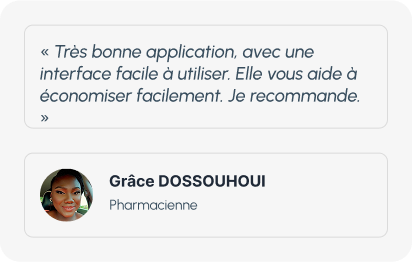 « Très bonne application, avec une
interface facile à utiliser. Elle vous aide à
économiser facilement. Je recommande.
»
Grâce DOSSOUHOUI
Pharmacienne